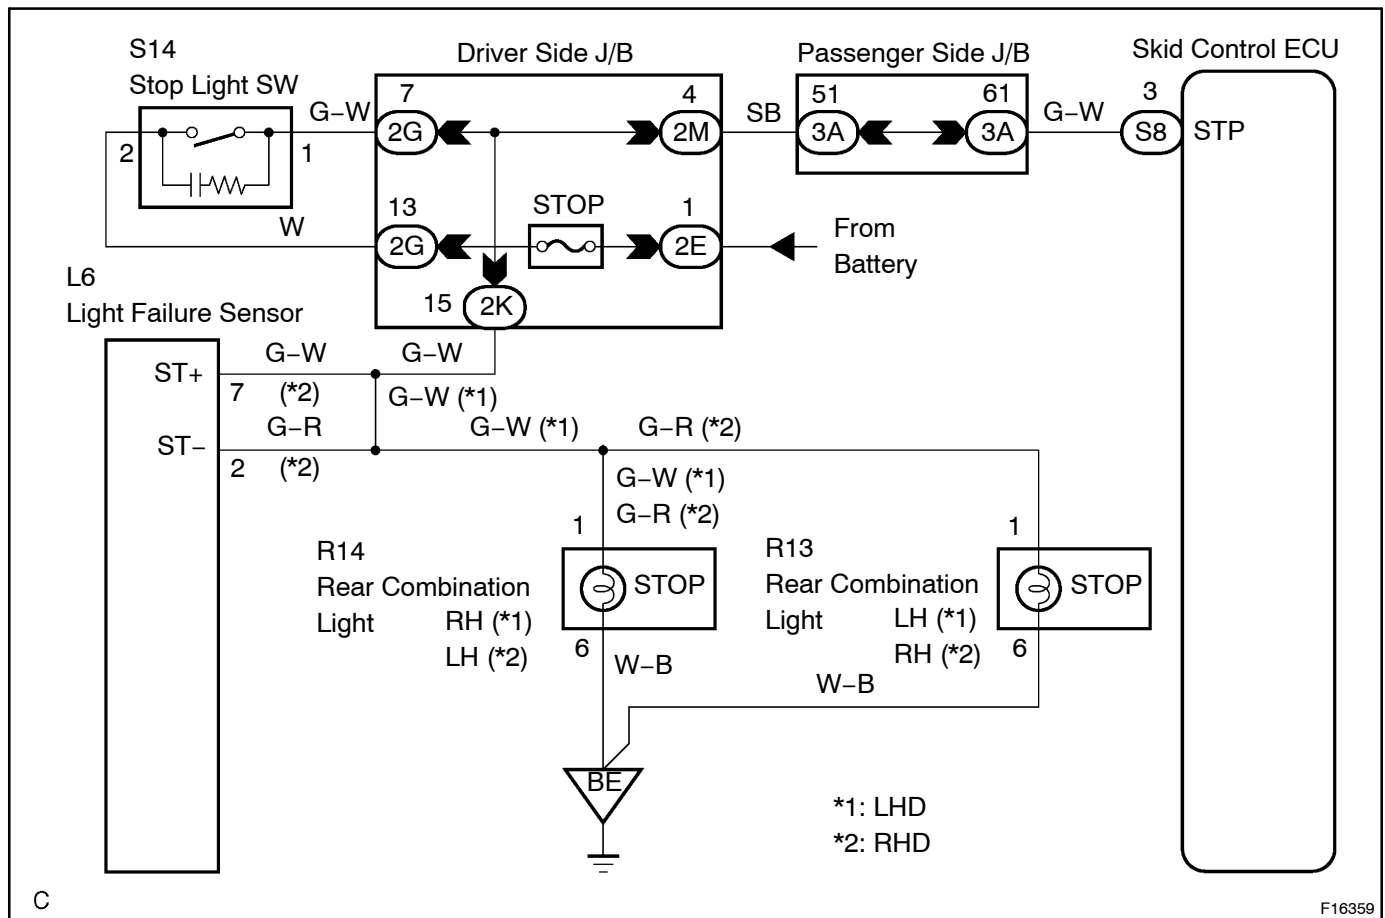 S14
Stop Light SW
Driver Side J/B
Passenger Side J/B
Skid Control ECU
G–W
7
2G
4
2M
SB
51
3A
61
3A
G–W
3
S8
STP
2
1
W
13
2G
STOP
1
2E
From
Battery
15
2K
L6
Light Failure Sensor
ST+
7
G–W
(*2)
G–W
G–W (*1)
ST–
2
G–R
(*2)
G–W (*1)
G–R (*2)
G–W (*1)
G–R (*2)
R14
Rear Combination
Light
RH (*1)
LH (*2)
1
STOP
6
W–B
R13
Rear Combination
Light
LH (*1)
RH (*2)
1
STOP
6
W–B
BE
*1: LHD
*2: RHD
C
F16359